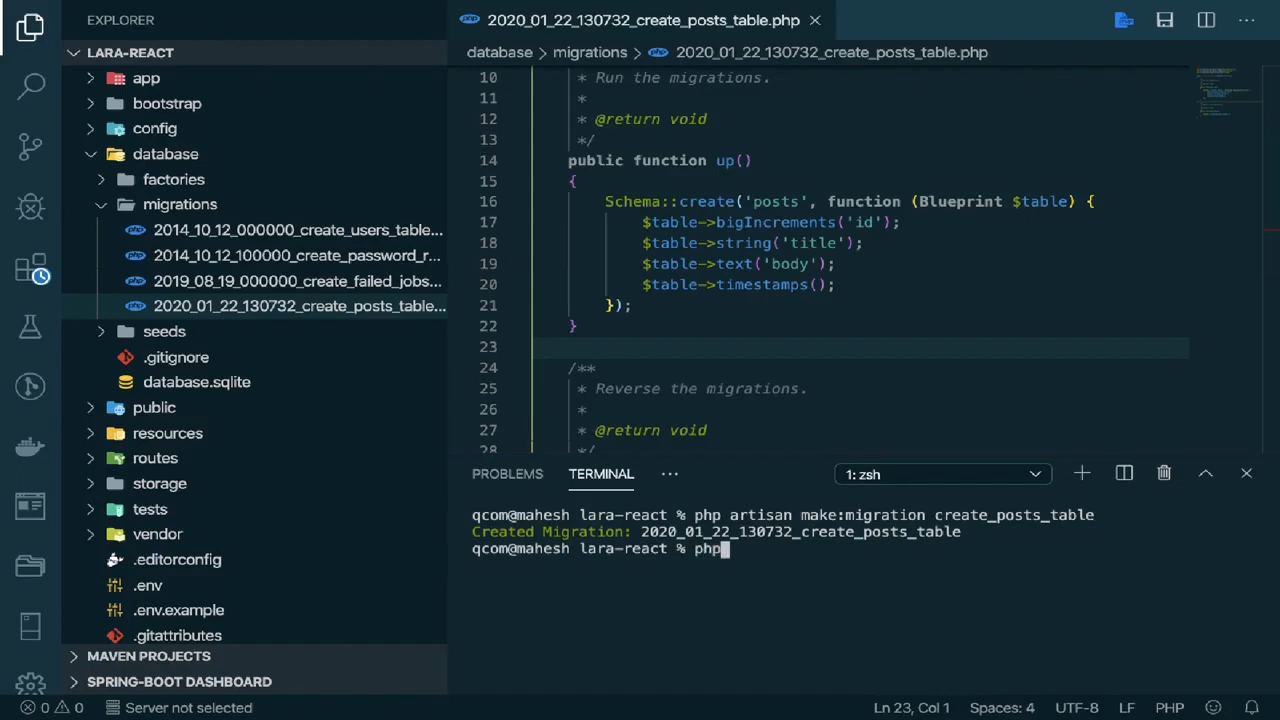 EXPLORER
LARA-REACT
app
bootstrap
config
database
factories
migrations
2014_10_12_000000_create_users_table...
2014_10_12_100000_create_password_r...
2019_08_19_000000_create_failed_jobs...
2020_01_22_130732_create_posts_table...
seeds
.gitignore
database.sqlite
public
resources
routes
storage
tests
vendor
.editorconfig
.env
.env.example
.gitattributes
MAVEN PROJECTS
SPRING-BOOT DASHBOARD
php 2020_01_22_130732_create_posts_table.php
database > migrations > php 2020_01_22_130732_create_posts_table.php
10 * Run the migrations.
11 *
12 * @return void
13 */
14 public function up()
15 {
16 Schema::create('posts', function (Blueprint $table) {
17 $table->bigIncrements('id');
18 $table->string('title');
19 $table->text('body');
20 $table->timestamps();
21 });
22 }
23
24 /**
25 * Reverse the migrations.
26 *
27 * @return void
28 */
PROBLEMS TERMINAL ... 1: zsh
qcom@mahesh lara-react % php artisan make:migration create_posts_table
Created Migration: 2020_01_22_130732_create_posts_table
qcom@mahesh lara-react % php
0 0 Server not selected Ln 23, Col 1 Spaces: 4 UTF-8 LF PHP